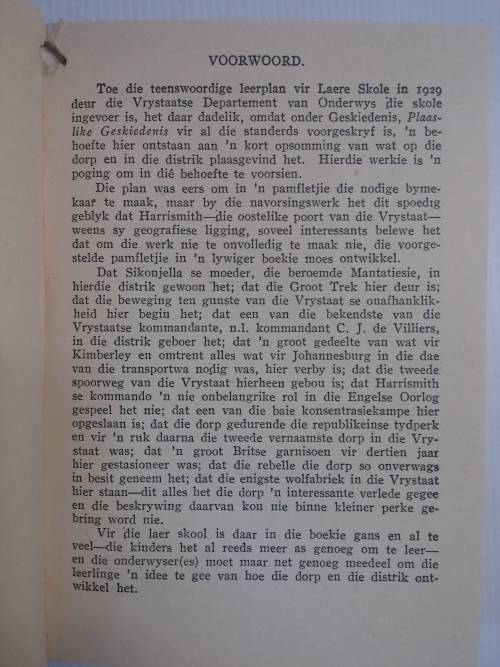 VOORWOORD.
Toe die teenswoordige leerplan vir Laere Skole in 1929
deur die Vrystaatse Departement van Onderwys die skole
ingevoer is, het daar dadelik, omdat onder Geskiedenis, Plaas-
like Geskiedenis vir al die standerds voorgeskryf is, 'n be-
hoefte hier ontstaan aan 'n kort opsomming van wat op die
dorp en in die distrik plaasgevind het. Hierdie werkie is 'n
poging om in dié behoefte te voorsien.
Die plan was eers om in 'n pamfletjie die nodige byme-
kaar te maak, maar by die navorsingswerk het dit spoedig
geblyk dat Harrismith—die oostelike poort van die Vrystaat—
weens sy geografiese ligging, soveel interessants belewe het
dat om die werk nie te onvolledig te maak nie, die voorge-
stelde pamfletjie in 'n lywiger boekie moes ontwikkel.
Dat Sikonjella se moeder, die beroemde Mantatiesie, in
hierdie distrik gewoon het; dat die Groot Trek hier deur is;
dat die beweging ten gunste van die Vrystaat se onafhanklik-
heid hier begin het; dat een van die bekendste van die
Vrystaatse kommandante, n.l. kommandant C. J. de Villiers,
in die distrik geboer het; dat 'n groot gedeelte van wat vir
Kimberley en omtrent alles wat vir Johannesburg in die dae
van die transportwa nodig was, hier verby is; dat die tweede
spoorweg van die Vrystaat hierheen gebou is; dat Harrismith
se kommando 'n nie onbelangrike rol in die Engelse Oorlog
gespeel het nie; dat een van die baie konsentrasiekampe hier
opgeslaan is; dat die dorp gedurende die republikeinse tydperk
en vir 'n ruk daarna die tweede vernaamste dorp in die Vry-
staat was; dat 'n groot Britse garnisoen vir dertien jaar
hier gestasioneer was; dat die rebelle die dorp so onverwags
in besit geneem het; dat die enigste wolfabriek in die Vrystaat
hier staan—dit alles het die dorp 'n interessante verlede gegee
en die beskrywing daarvan kon nie binne kleiner perke ge-
bring word nie.
Vir die laer skool is daar in die boekie gans en al te
veel—die kinders het al reeds meer as genoeg om te leer—
en die onderwyser(es) moet maar net genoeg meedeel om die
leerlinge 'n idee te gee van hoe die dorp en die distrik ont-
wikkel het.